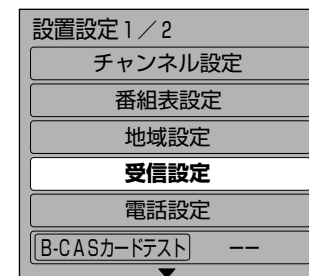 設置設定1／2
チャンネル設定
番組表設定
地域設定
受信設定
電話設定
B-CASカードテスト −−